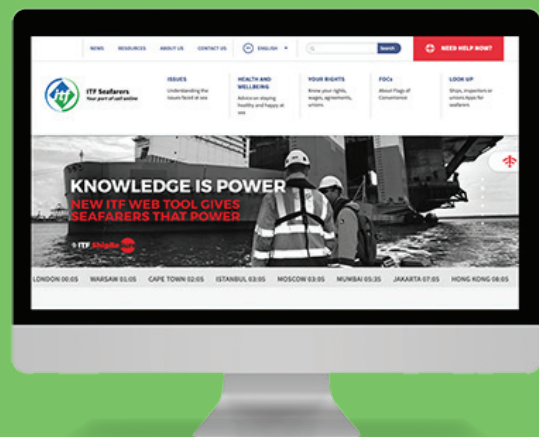 NEWS RESOURCES ABOUT US CONTACT US ENGLISH Search NEED HELP NOW?
itf
ITF Seafarers
Your port of call online
ISSUES
Understanding the
issues faced at sea
HEALTH AND
WELLBEING
Advice on staying
healthy and happy at
sea
YOUR RIGHTS
Know your rights,
wages, agreements,
unions
FOCs
About Flags of
Convenience
LOOK UP
Ships, inspectors or
unions Apps for
seafarers
KNOWLEDGE IS POWER
NEW ITF WEB TOOL GIVES
SEAFARERS THAT POWER
ITF ShipBe
LONDON 00:05 WARSAW 01:05 CAPE TOWN 02:05 ISTANBUL 03:05 MOSCOW 03:05 MUMBAI 05:35 JAKARTA 07:05 HONG KONG 08:05